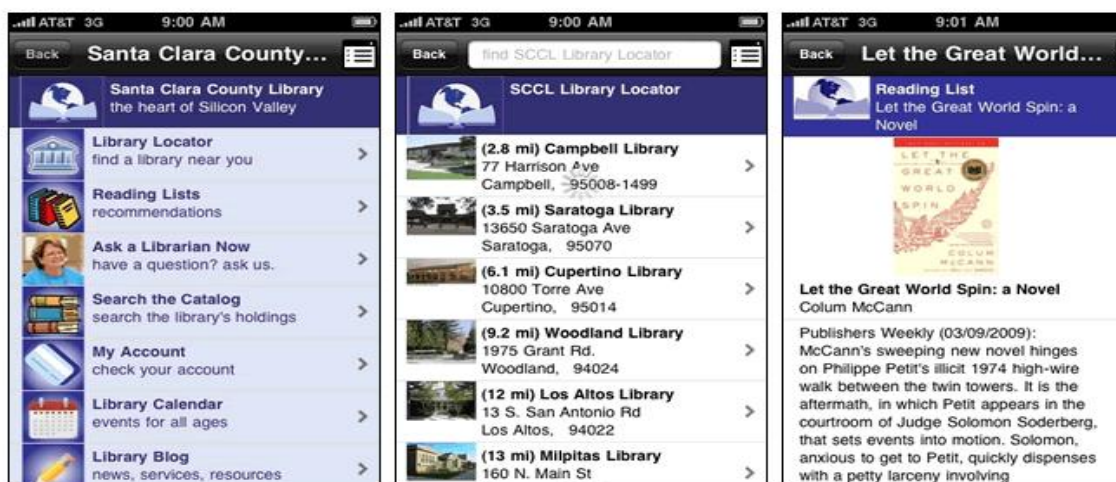 AT&T 3G 9:00 AM
Back Santa Clara County...
Santa Clara County Library
the heart of Silicon Valley
Library Locator
find a library near you
Reading Lists
recommendations
Ask a Librarian Now
have a question? ask us.
Search the Catalog
search the library's holdings
My Account
check your account
Library Calendar
events for all ages
Library Blog
news, services, resources
AT&T 3G 9:00 AM
Back find SCCL Library Locator
SCCL Library Locator
(2.8 mi) Campbell Library
77 Harrison Ave
Campbell, 95008-1499
(3.5 mi) Saratoga Library
13650 Saratoga Ave
Saratoga, 95070
(6.1 mi) Cupertino Library
10800 Torre Ave
Cupertino, 95014
(9.2 mi) Woodland Library
1975 Grant Rd.
Woodland, 94024
(12 mi) Los Altos Library
13 S. San Antonio Rd
Los Altos, 94022
(13 mi) Milpitas Library
160 N. Main St
AT&T 3G 9:01 AM
Back Let the Great World...
Reading List
Let the Great World Spin: a
Novel
LET THE
GREAT
WORLD
SPIN
COLUM
McCANN
Let the Great World Spin: a Novel
Colum McCann
Publishers Weekly (03/09/2009):
McCann's sweeping new novel hinges
on Philippe Petit's illicit 1974 high-wire
walk between the twin towers. It is the
aftermath, in which Petit appears in the
courtroom of Judge Solomon Soderberg,
that sets events into motion. Solomon,
anxious to get to Petit, quickly dispenses
with a petty larceny involving